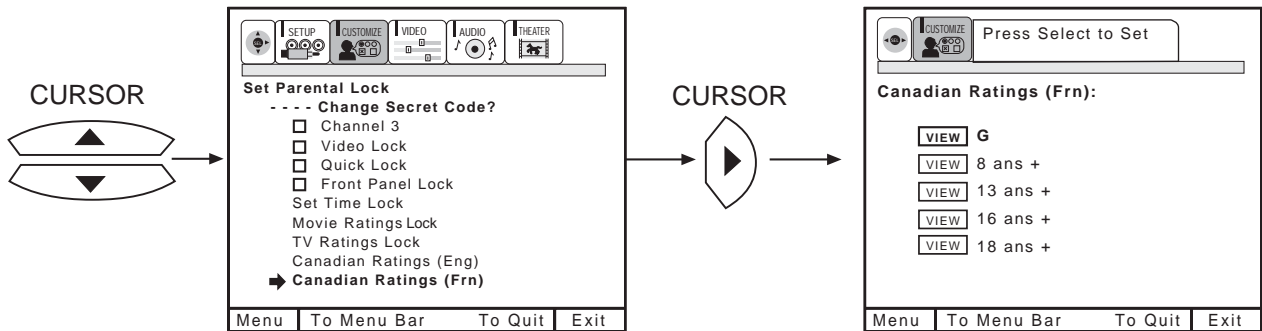 CURSOR
SETUP CUSTOMIZE VIDEO AUDIO THEATER
SEL
Set Parental Lock
- - - - Change Secret Code?
Channel 3
Video Lock
Quick Lock
Front Panel Lock
Set Time Lock
Movie Ratings Lock
TV Ratings Lock
Canadian Ratings (Eng)
Canadian Ratings (Frn)
Menu To Menu Bar To Quit Exit
CURSOR
SEL
CUSTOMIZE
Press Select to Set
Canadian Ratings (Frn):
VIEW G
VIEW 8 ans +
VIEW 13 ans +
VIEW 16 ans +
VIEW 18 ans +
Menu To Menu Bar To Quit Exit